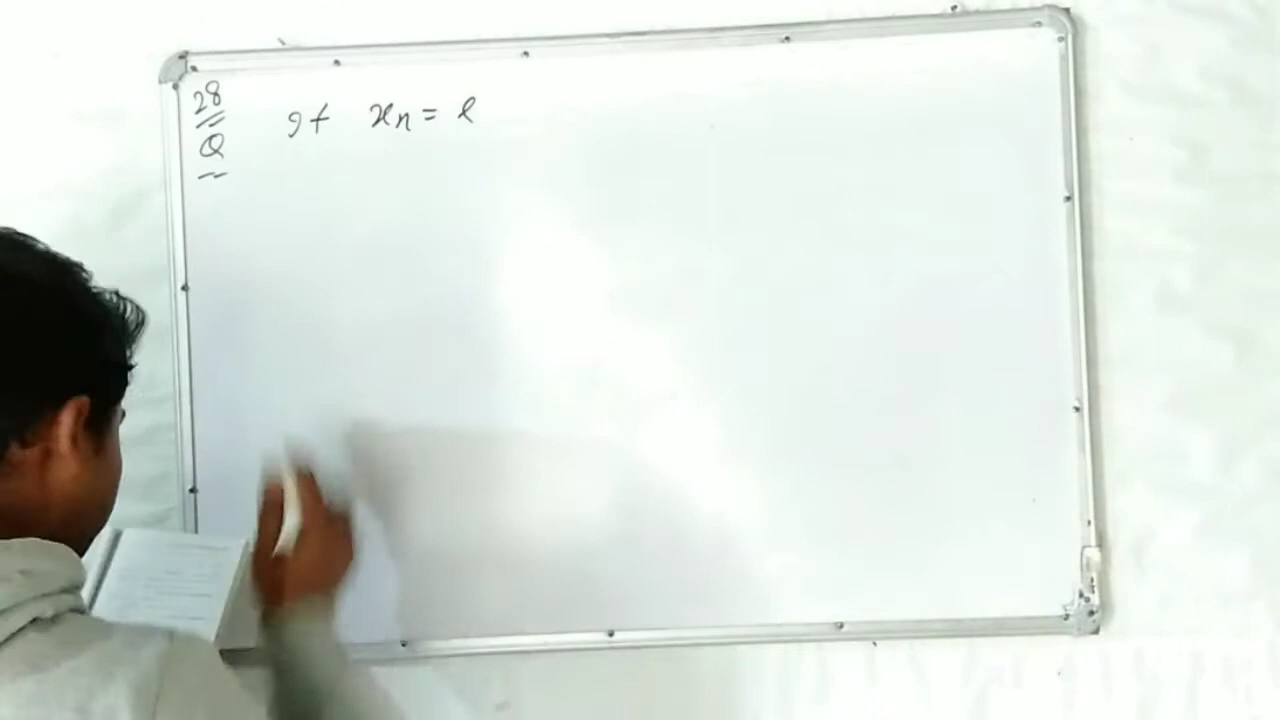 28 If xn = l
Q